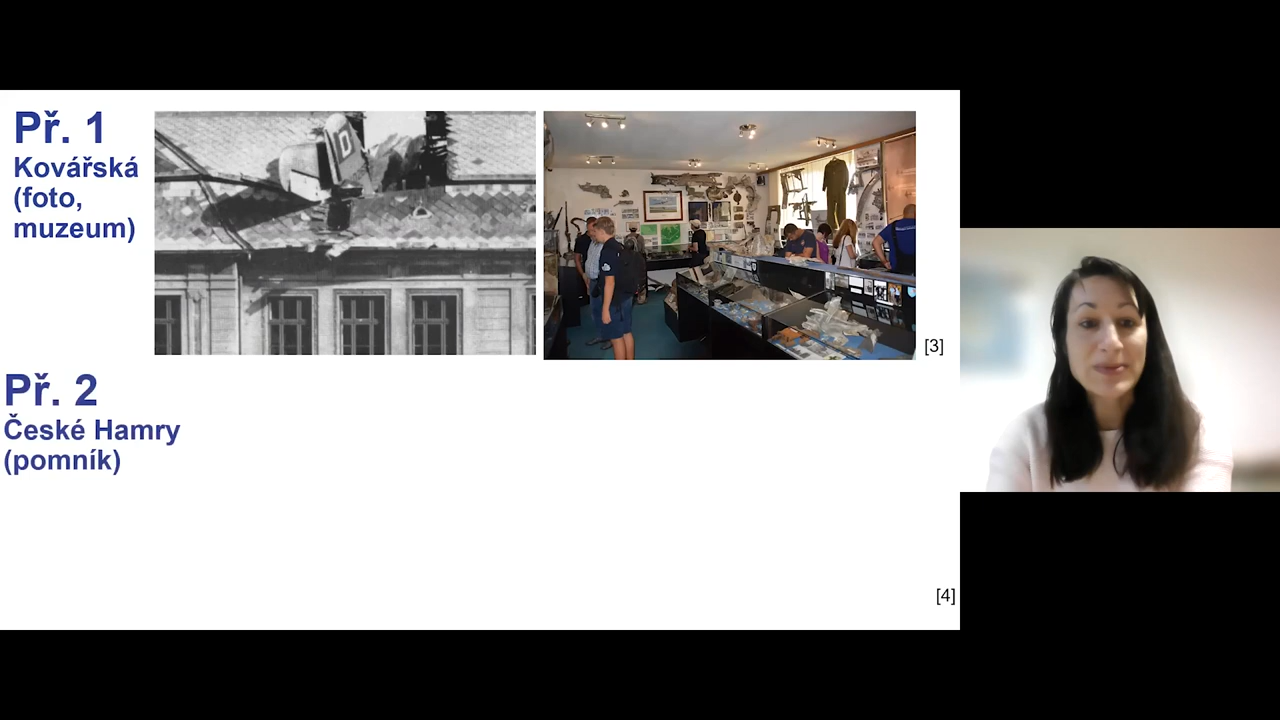 Př. 1
Kovářská
(foto,
muzeum)
D
[3]
Př. 2
České Hamry
(pomník)
[4]